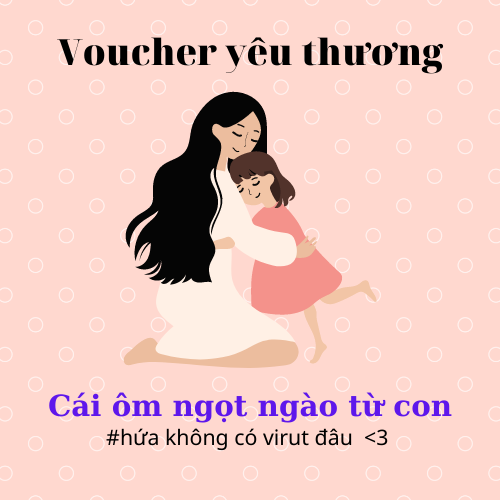 Voucher yêu thương
Cái ôm ngọt ngào từ con
#hứa không có virut đâu <3